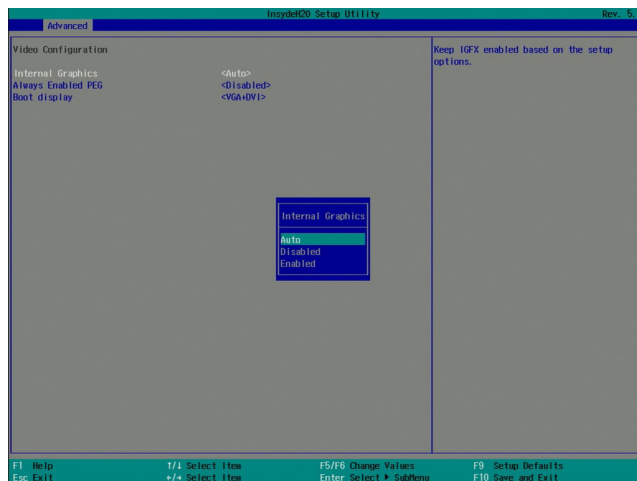 InsydeH20 Setup Utility Rev. 5.
Advanced
Video Configuration
Internal Graphics <Auto>
Always Enabled PEG <Disabled>
Boot display <VGA+DVI>
Keep IGFX enabled based on the setup
options.
Internal Graphics
Auto
Disabled
Enabled
F1 Help ↑/↓ Select Item F5/F6 Change Values F9 Setup Defaults
Esc Exit ←/→ Select Item Enter Select ▶ SubMenu F10 Save and Exit